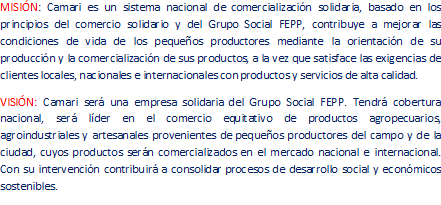 MISIÓN: Camari es un sistema nacional de comercialización solidaria, basado en los
principios del comercio solidario y del Grupo Social FEPP, contribuye a mejorar las
condiciones de vida de los pequeños productores mediante la orientación de su
producción y la comercialización de sus productos, a la vez que satisface las exigencias de
clientes locales, nacionales e internacionales con productos y servicios de alta calidad.
VISIÓN: Camari será una empresa solidaria del Grupo Social FEPP. Tendrá cobertura
nacional, será líder en el comercio equitativo de productos agropecuarios,
agroindustriales y artesanales provenientes de pequeños productores del campo y de la
ciudad, cuyos productos serán comercializados en el mercado nacional e internacional.
Con su intervención contribuirá a consolidar procesos de desarrollo social y económicos
sostenibles.